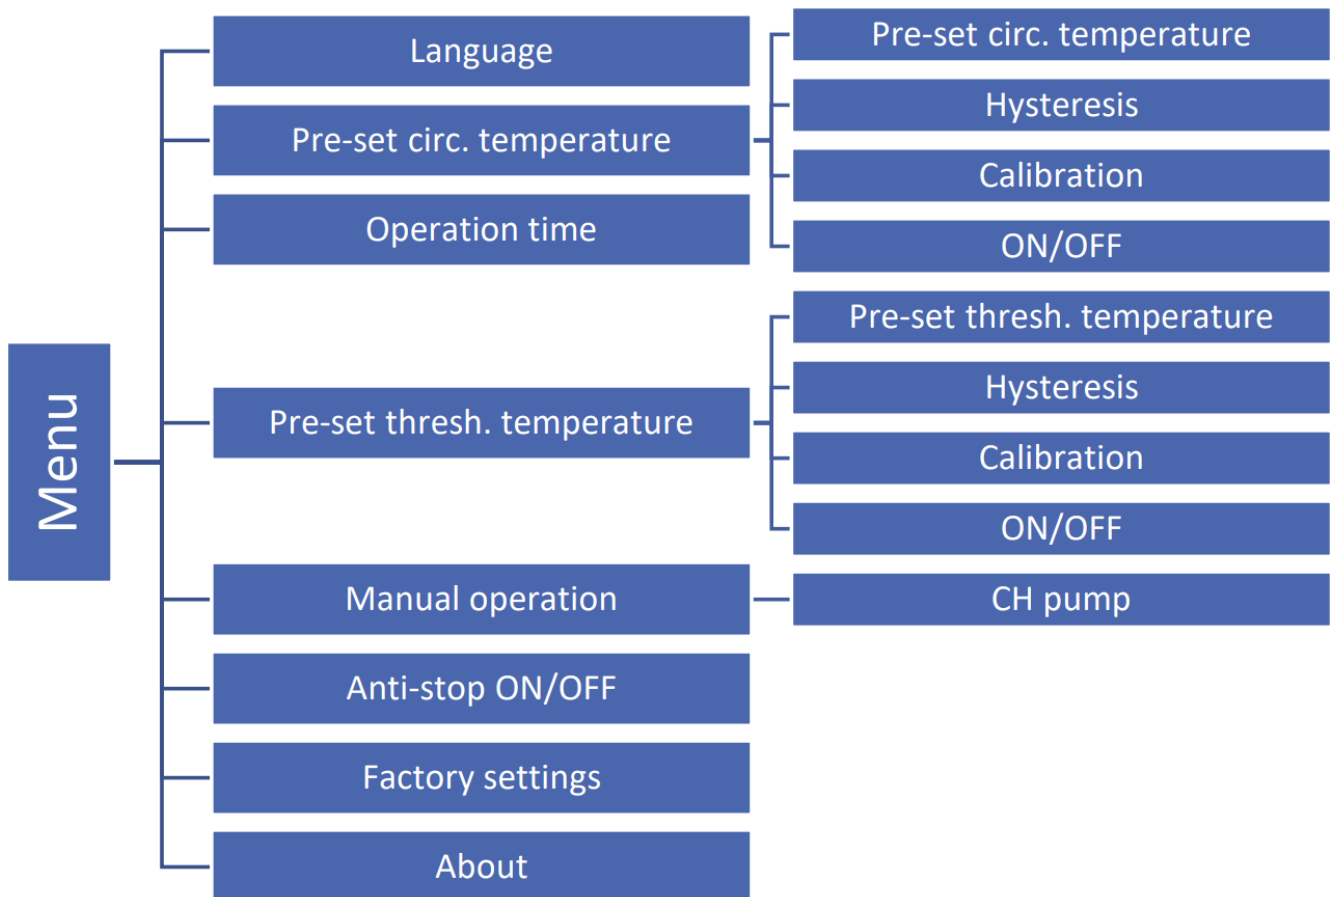 Menu
Language
Pre-set circ. temperature
Pre-set circ. temperature
Hysteresis
Calibration
ON/OFF
Operation time
Pre-set thresh. temperature
Pre-set thresh. temperature
Hysteresis
Calibration
ON/OFF
Manual operation
CH pump
Anti-stop ON/OFF
Factory settings
About